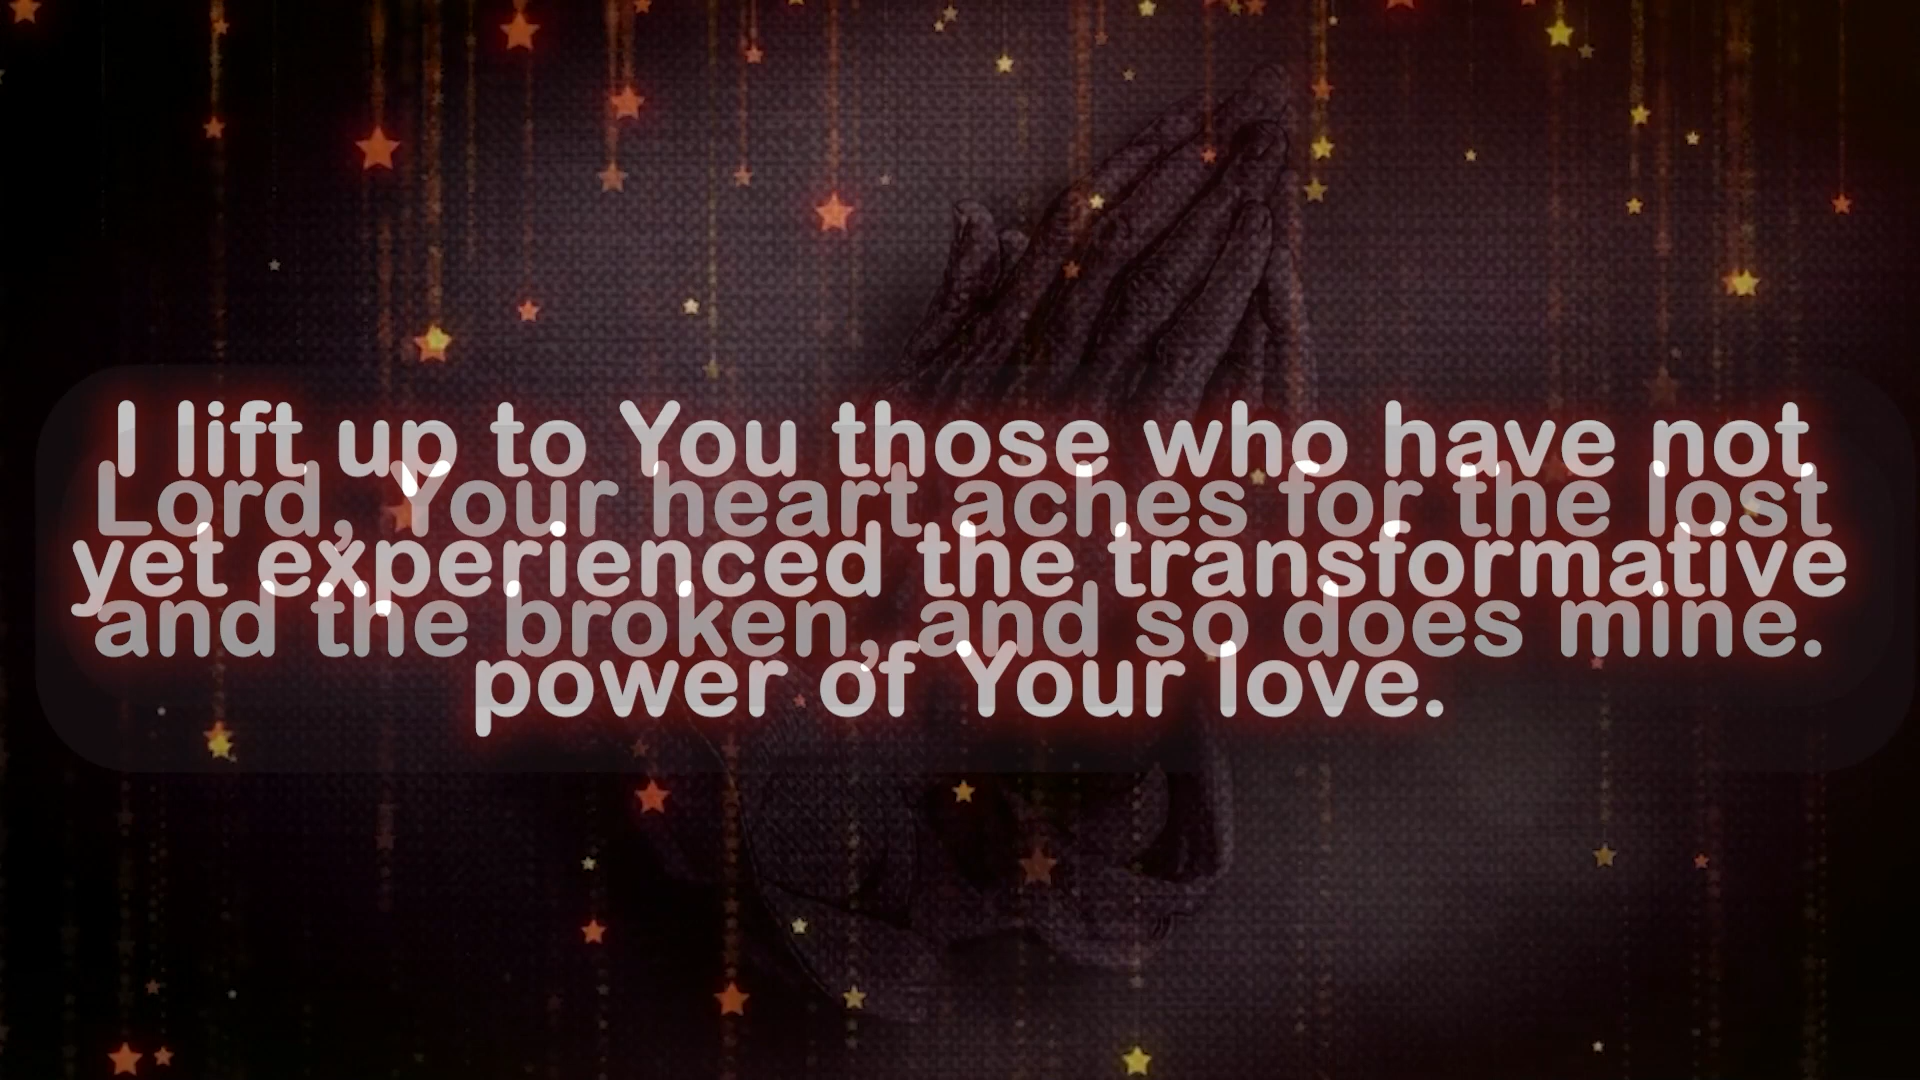 I lift up to You those who have not
Lord, Your heart aches for the lost
yet experienced the transformative
and the broken, and so does mine.
power of Your love.